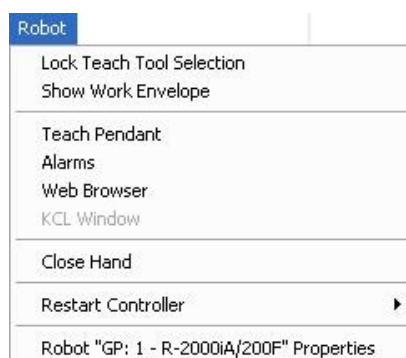 Robot
Lock Teach Tool Selection
Show Work Envelope
Teach Pendant
Alarms
Web Browser
KCL Window
Close Hand
Restart Controller
Robot "GP: 1 - R-2000iA/200F" Properties